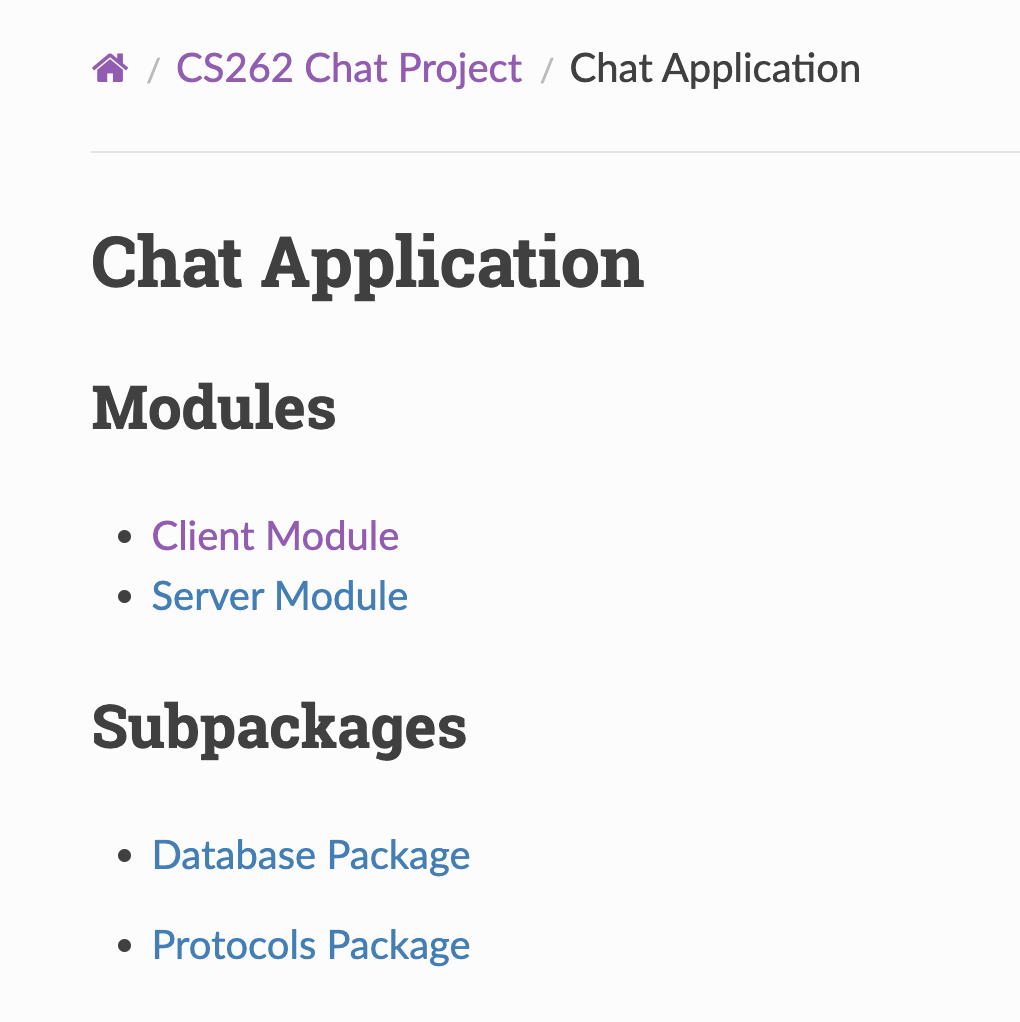 / CS262 Chat Project / Chat Application
Chat Application
Modules
Client Module
Server Module
Subpackages
Database Package
Protocols Package